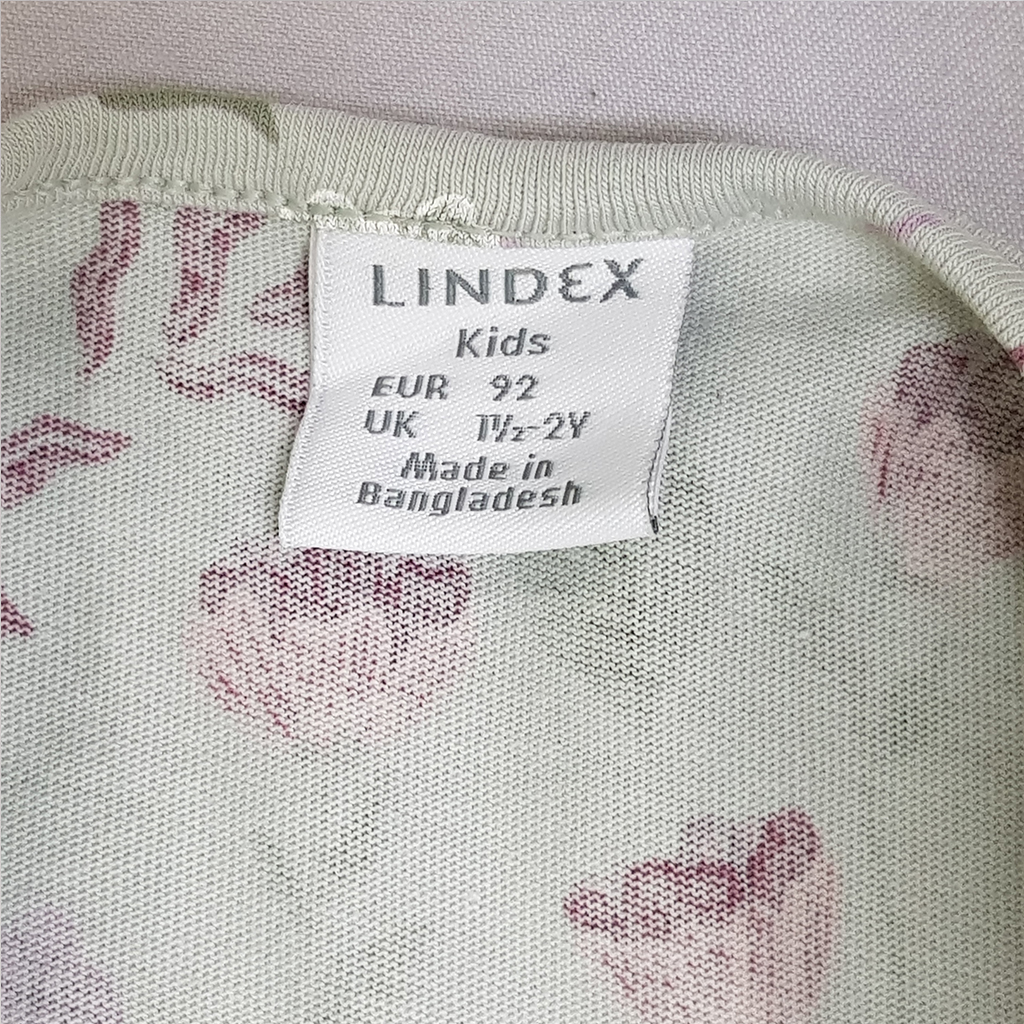 LINDEX
Kids
EUR 92
UK 1½-2Y
Made in
Bangladesh